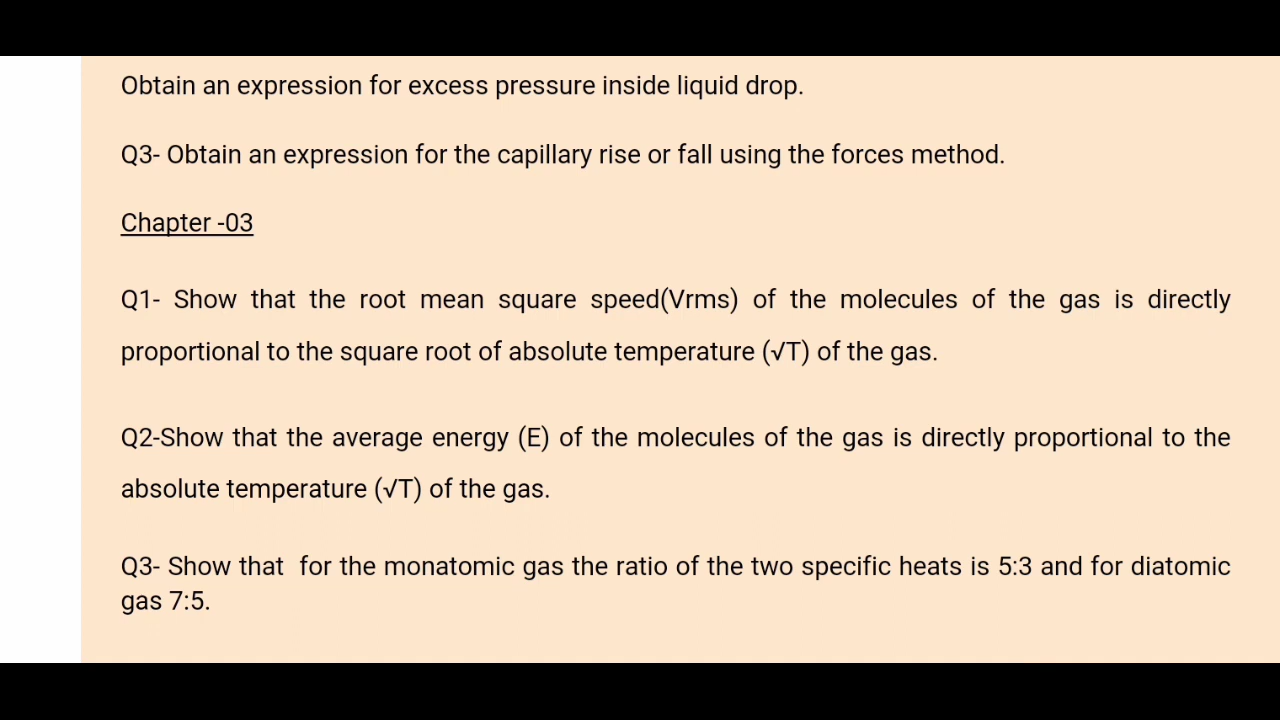 Obtain an expression for excess pressure inside liquid drop.
Q3- Obtain an expression for the capillary rise or fall using the forces method.
Chapter -03
Q1- Show that the root mean square speed(Vrms) of the molecules of the gas is directly
proportional to the square root of absolute temperature (√T) of the gas.
Q2-Show that the average energy (E) of the molecules of the gas is directly proportional to the
absolute temperature (√T) of the gas.
Q3- Show that  for the monatomic gas the ratio of the two specific heats is 5:3 and for diatomic
gas 7:5.